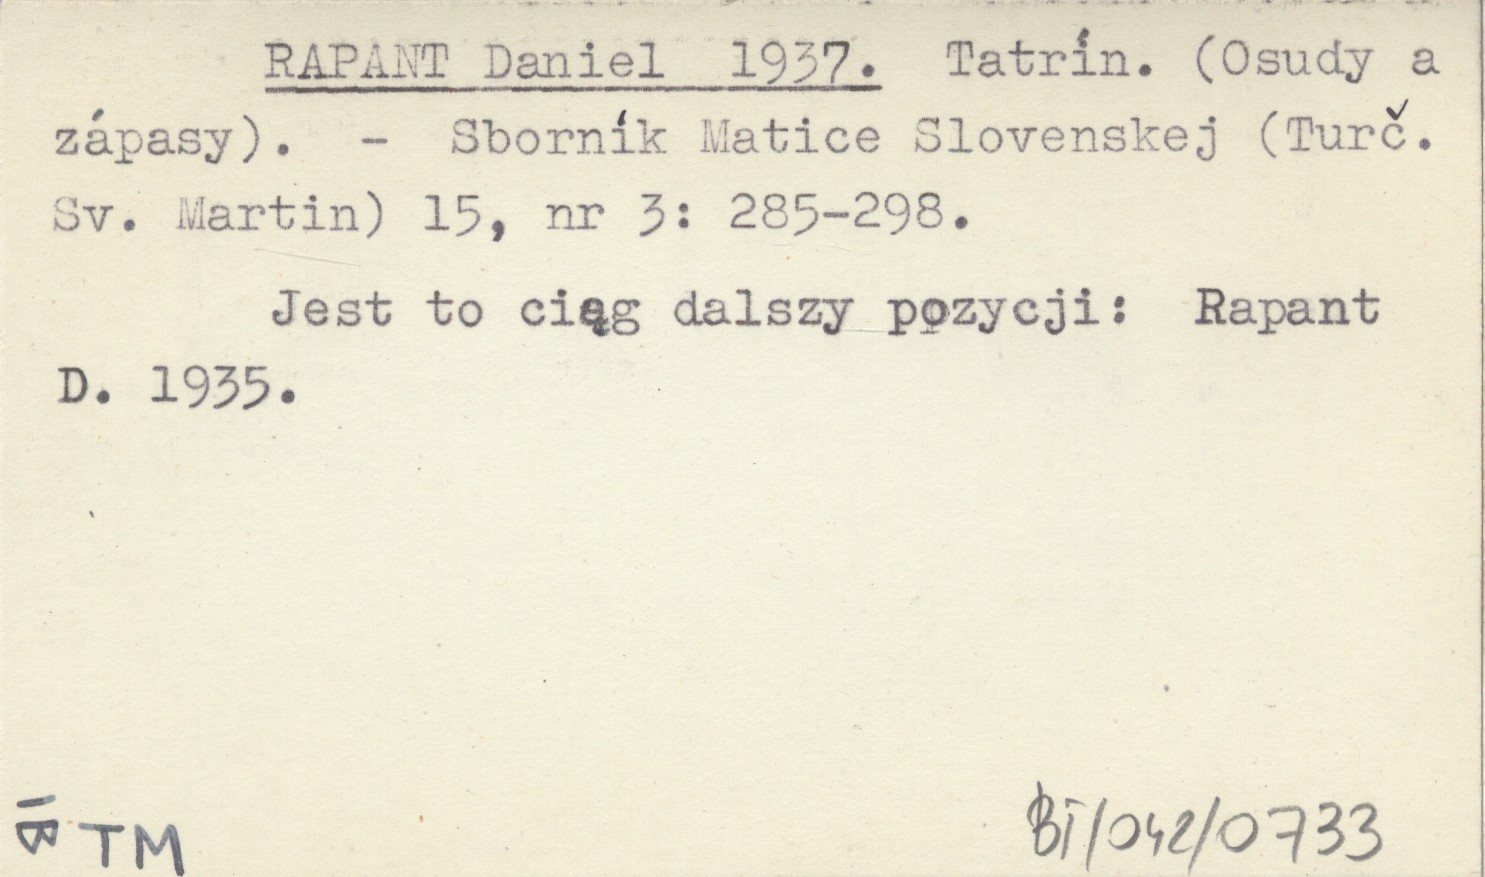 RAPANT Daniel 1937. Tatrín. (Osudy a
zápasy). - Sborník Matice Slovenskej (Turč.
Sv. Martin) 15, nr 3: 285-298.
Jest to ciąg dalszy pozycji: Rapant
D. 1935.
TM
BT/042/0733